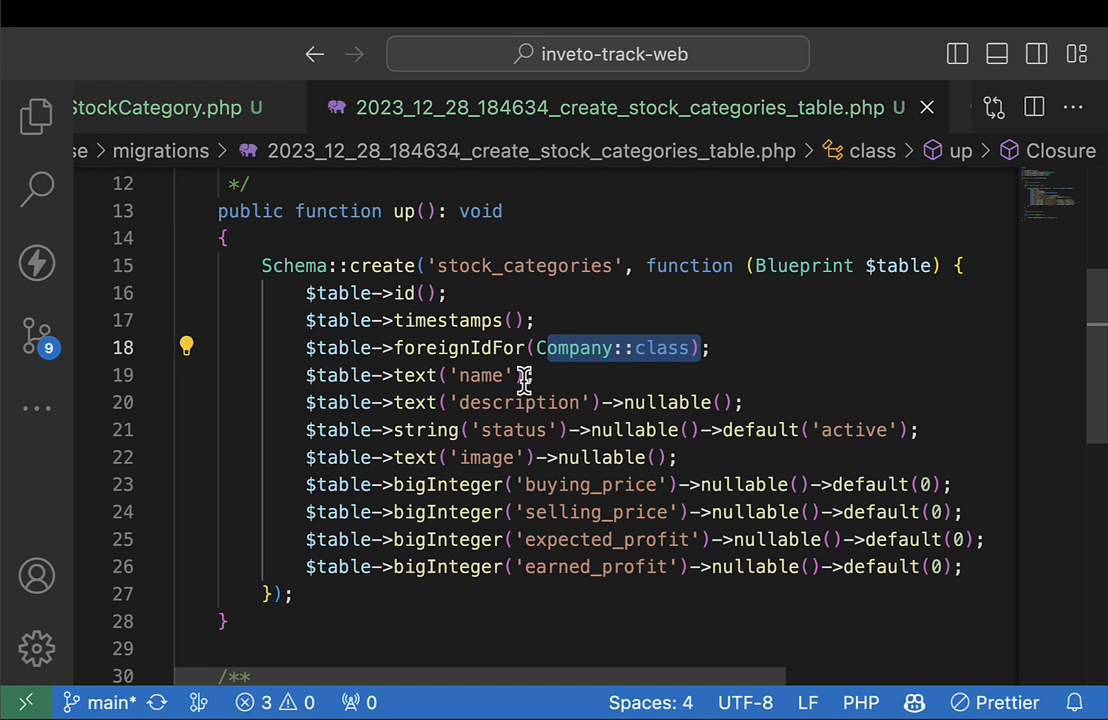 inveto-track-web
StockCategory.php U
2023_12_28_184634_create_stock_categories_table.php U
se > migrations > 2023_12_28_184634_create_stock_categories_table.php > class > up > Closure
12 */
13 public function up(): void
14 {
15 Schema::create('stock_categories', function (Blueprint $table) {
16 $table->id();
17 $table->timestamps();
18 $table->foreignIdFor(Company::class);
19 $table->text('name');
20 $table->text('description')->nullable();
21 $table->string('status')->nullable()->default('active');
22 $table->text('image')->nullable();
23 $table->bigInteger('buying_price')->nullable()->default(0);
24 $table->bigInteger('selling_price')->nullable()->default(0);
25 $table->bigInteger('expected_profit')->nullable()->default(0);
26 $table->bigInteger('earned_profit')->nullable()->default(0);
27 });
28 }
29
30 /**
9
main* 3 0 0 Spaces: 4 UTF-8 LF PHP Prettier